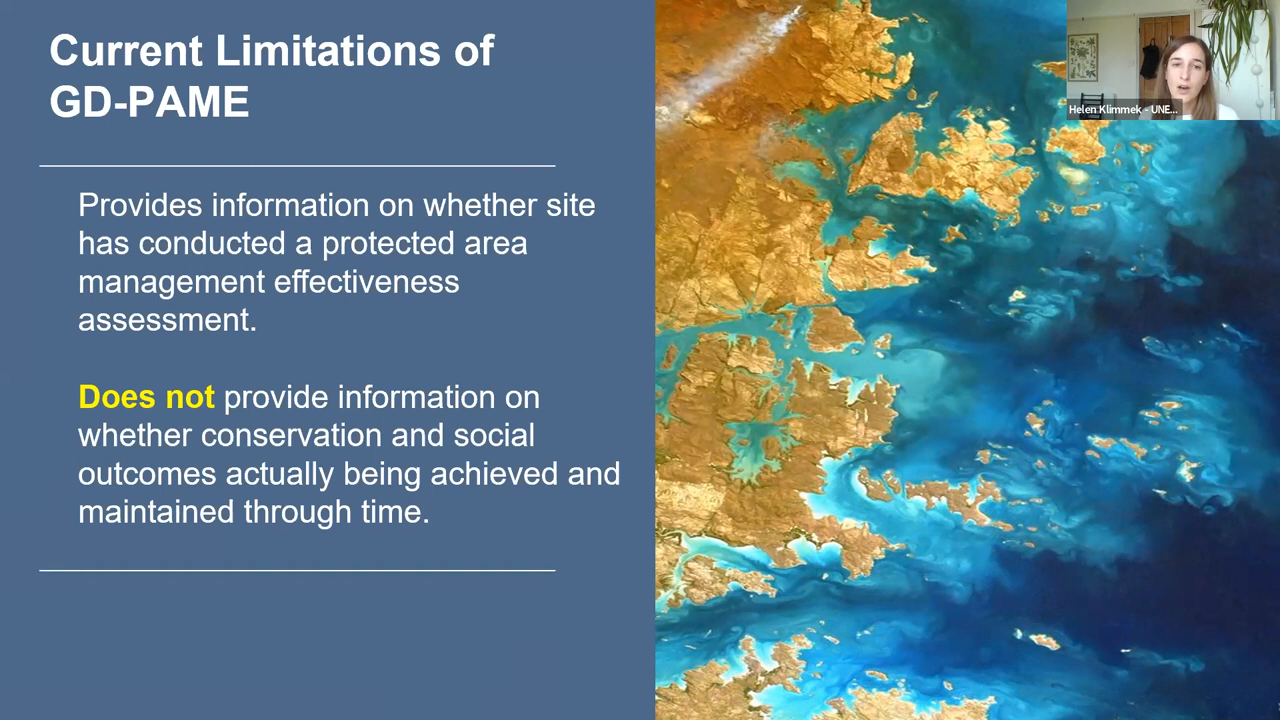 Current Limitations of
GD-PAME
Provides information on whether site
has conducted a protected area
management effectiveness
assessment.
Does not provide information on
whether conservation and social
outcomes actually being achieved and
maintained through time.
Helen Klimmek - UNE...